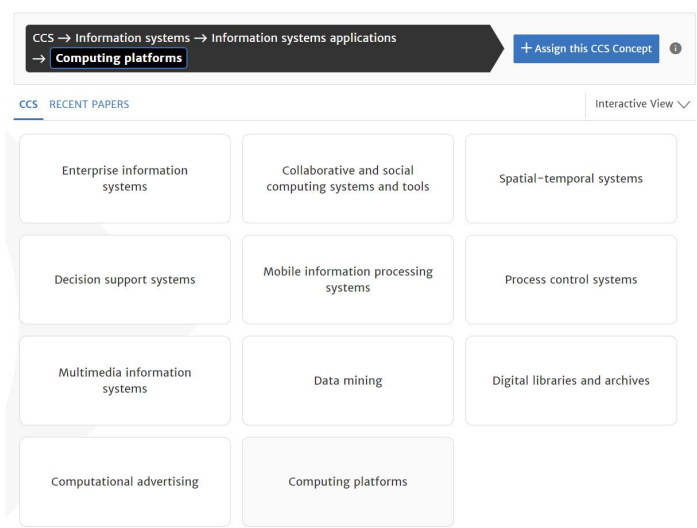 CCS → Information systems → Information systems applications
→ Computing platforms
+ Assign this CCS Concept
CCS RECENT PAPERS
Interactive View
Enterprise information
systems
Collaborative and social
computing systems and tools
Spatial-temporal systems
Decision support systems
Mobile information processing
systems
Process control systems
Multimedia information
systems
Data mining
Digital libraries and archives
Computational advertising
Computing platforms